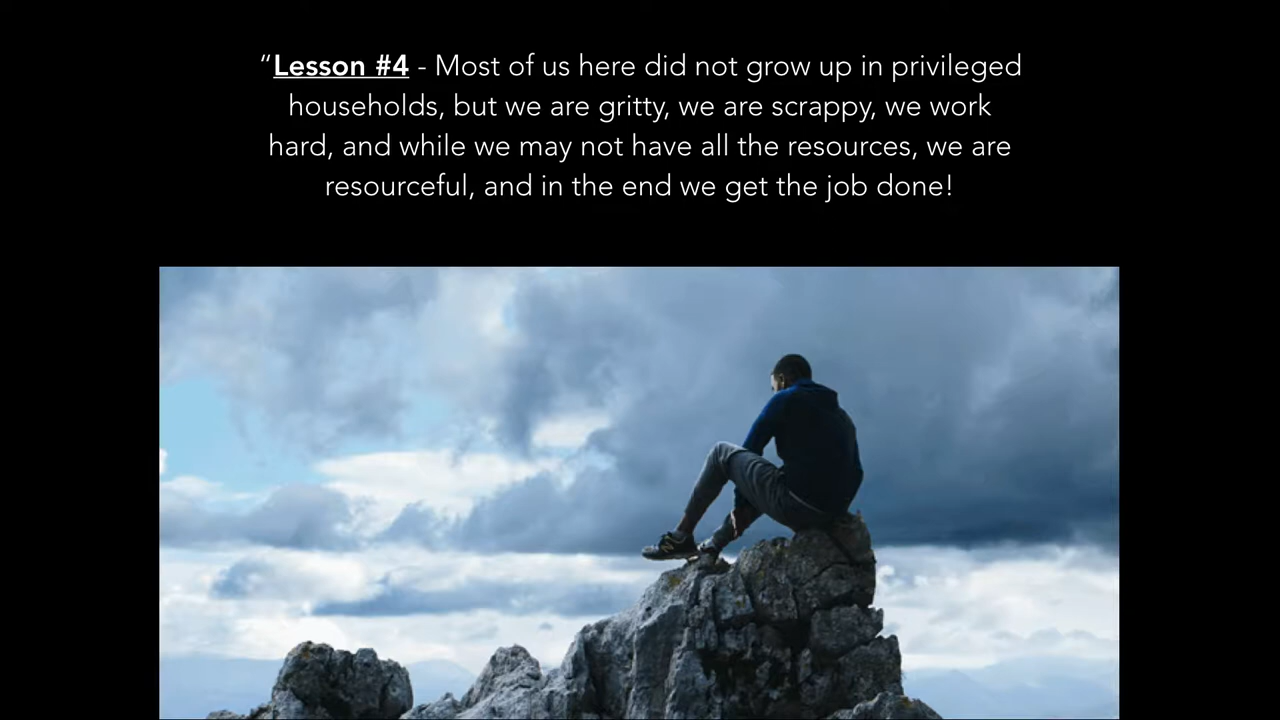 “Lesson #4 - Most of us here did not grow up in privileged
households, but we are gritty, we are scrappy, we work
hard, and while we may not have all the resources, we are
resourceful, and in the end we get the job done!